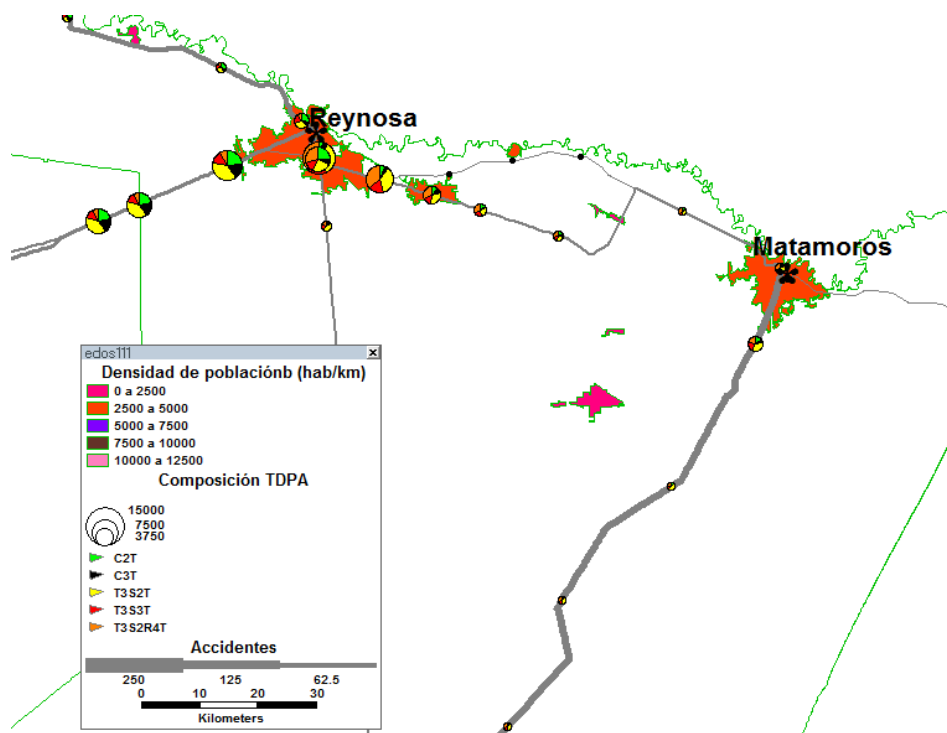 Reynosa
Matamoros
edos111
Densidad de poblaciónb (hab/km)
0 a 2500
2500 a 5000
5000 a 7500
7500 a 10000
10000 a 12500
Composición TDPA
15000
7500
3750
C2T
C3T
T3S2T
T3S3T
T3S2R4T
Accidentes
250 125 62.5
0 10 20 30
Kilometers